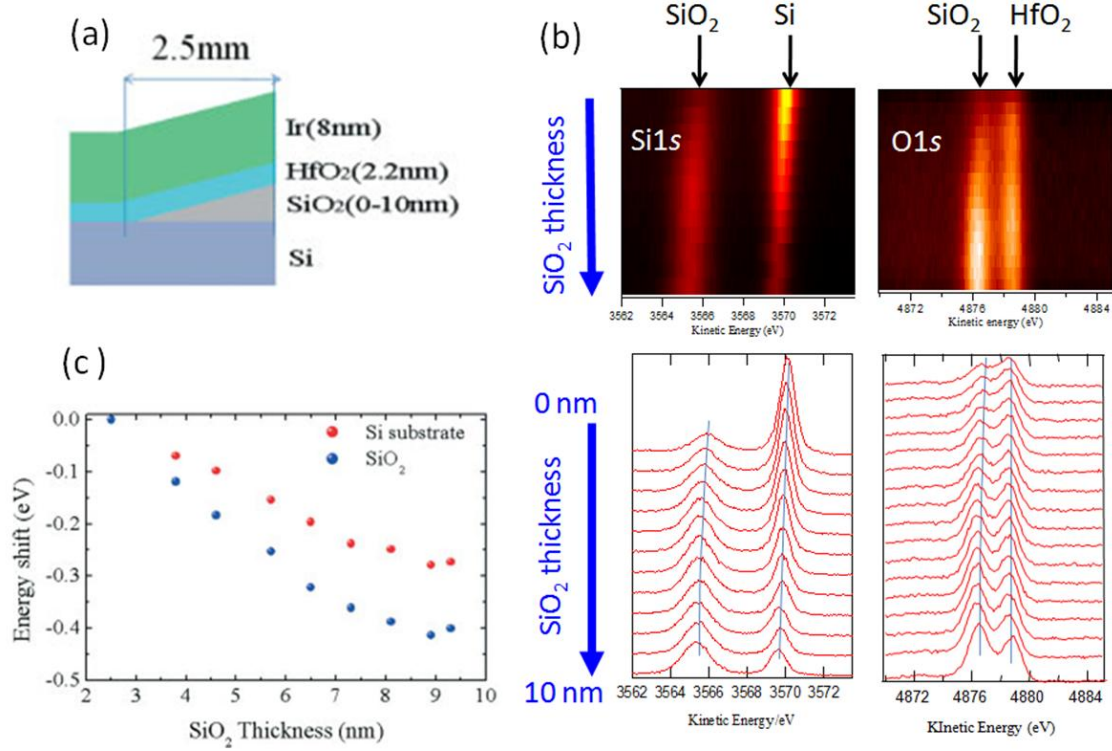 (a)
2.5mm
Ir(8nm)
HfO₂(2.2nm)
SiO₂(0-10nm)
Si
(b)
SiO₂ Si
SiO₂ HfO₂
Si1s
O1s
SiO₂ thickness
3562 3564 3566 3568 3570 3572
Kinetic Energy (eV)
4872 4876 4880 4884
Kinetic energy (eV)
0 nm
SiO₂ thickness
10 nm
3562 3564 3566 3568 3570 3572
Kinetic Energy/eV
4872 4876 4880 4884
KInetic Energy (eV)
(c)
0.0
-0.1
-0.2
-0.3
-0.4
-0.5
Energy shift (eV)
Si substrate
SiO₂
2 3 4 5 6 7 8 9 10
SiO₂ Thickness (nm)